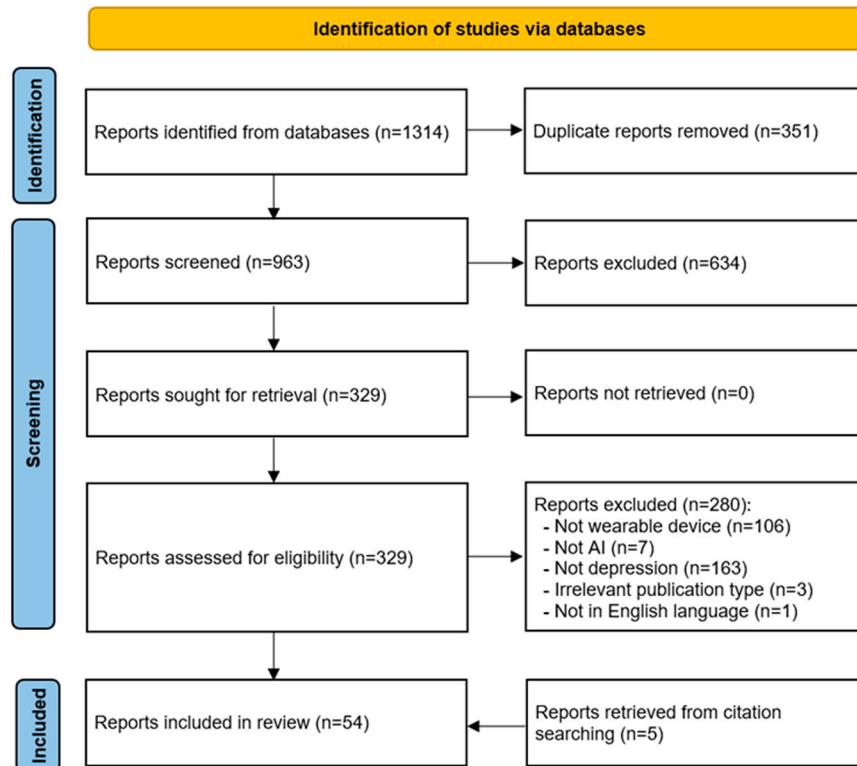 Identification of studies via databases
Identification
Reports identified from databases (n=1314)
Duplicate reports removed (n=351)
Screening
Reports screened (n=963)
Reports excluded (n=634)
Reports sought for retrieval (n=329)
Reports not retrieved (n=0)
Reports assessed for eligibility (n=329)
Reports excluded (n=280):
- Not wearable device (n=106)
- Not AI (n=7)
- Not depression (n=163)
- Irrelevant publication type (n=3)
- Not in English language (n=1)
Included
Reports included in review (n=54)
Reports retrieved from citation
searching (n=5)